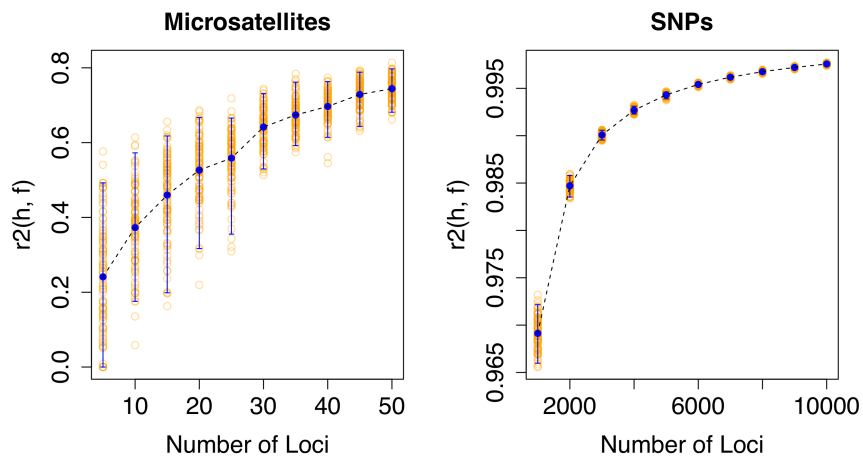 Microsatellites
r2(h, f)
0.0 0.2 0.4 0.6 0.8
10 20 30 40 50
Number of Loci
SNPs
r2(h, f)
0.965 0.975 0.985 0.995
2000 6000 10000
Number of Loci